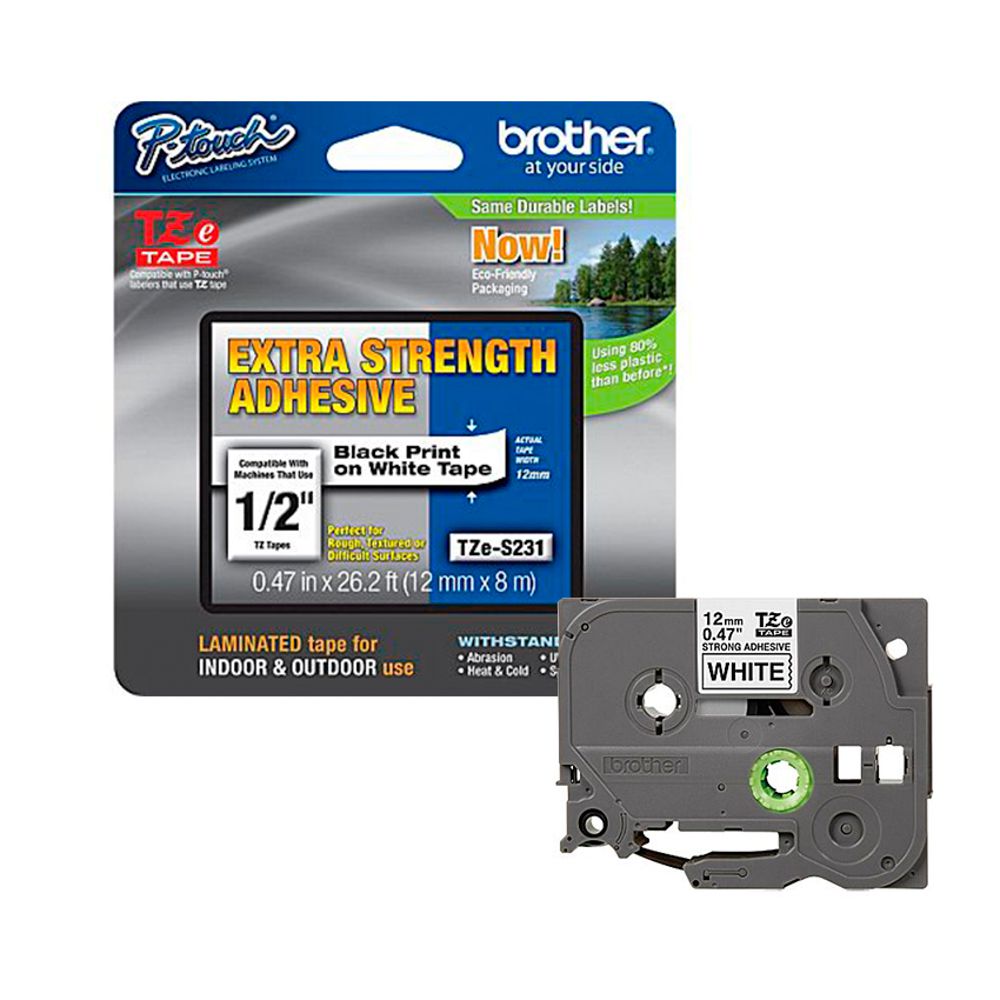 P-touch
ELECTRONIC LABELING SYSTEM
brother
at your side
Same Durable Labels!
Now!
Eco-Friendly
Packaging
Using 80%
less plastic
than before*!
TZe
TAPE
Compatible with P-touch®
labelers that use TZ tape
EXTRA STRENGTH
ADHESIVE
Black Print
on White Tape
ACTUAL
TAPE
WIDTH
12mm
Compatible With
Machines That Use
1/2"
TZ Tapes
Perfect for
Rough, Textured or
Difficult Surfaces
TZe-S231
0.47 in x 26.2 ft (12 mm x 8 m)
LAMINATED tape for
INDOOR & OUTDOOR use
WITHSTAN
• Abrasion
• Heat & Cold
12mm
0.47"
TZe
TAPE
STRONG ADHESIVE
WHITE
brother